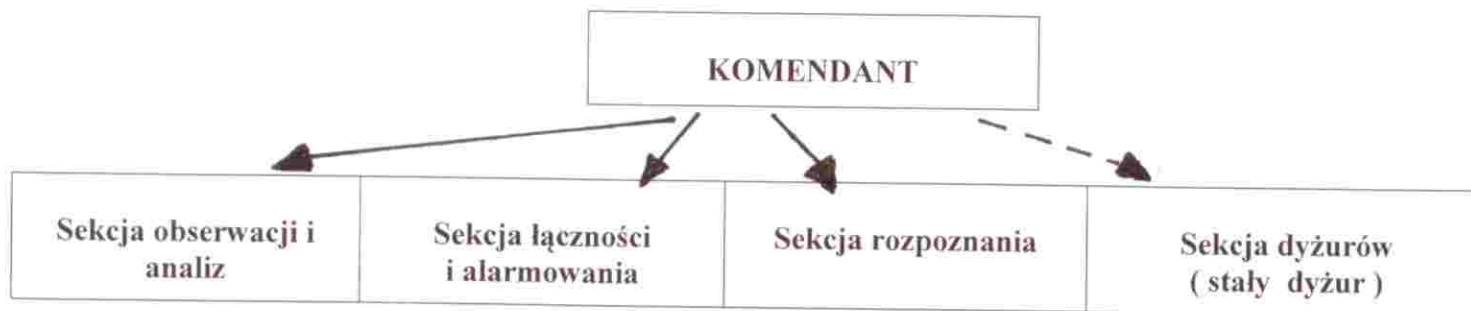 KOMENDANT
Sekcja obserwacji i
analiz
Sekcja łączności
i alarmowania
Sekcja rozpoznania
Sekcja dyżurów
( stały dyżur )